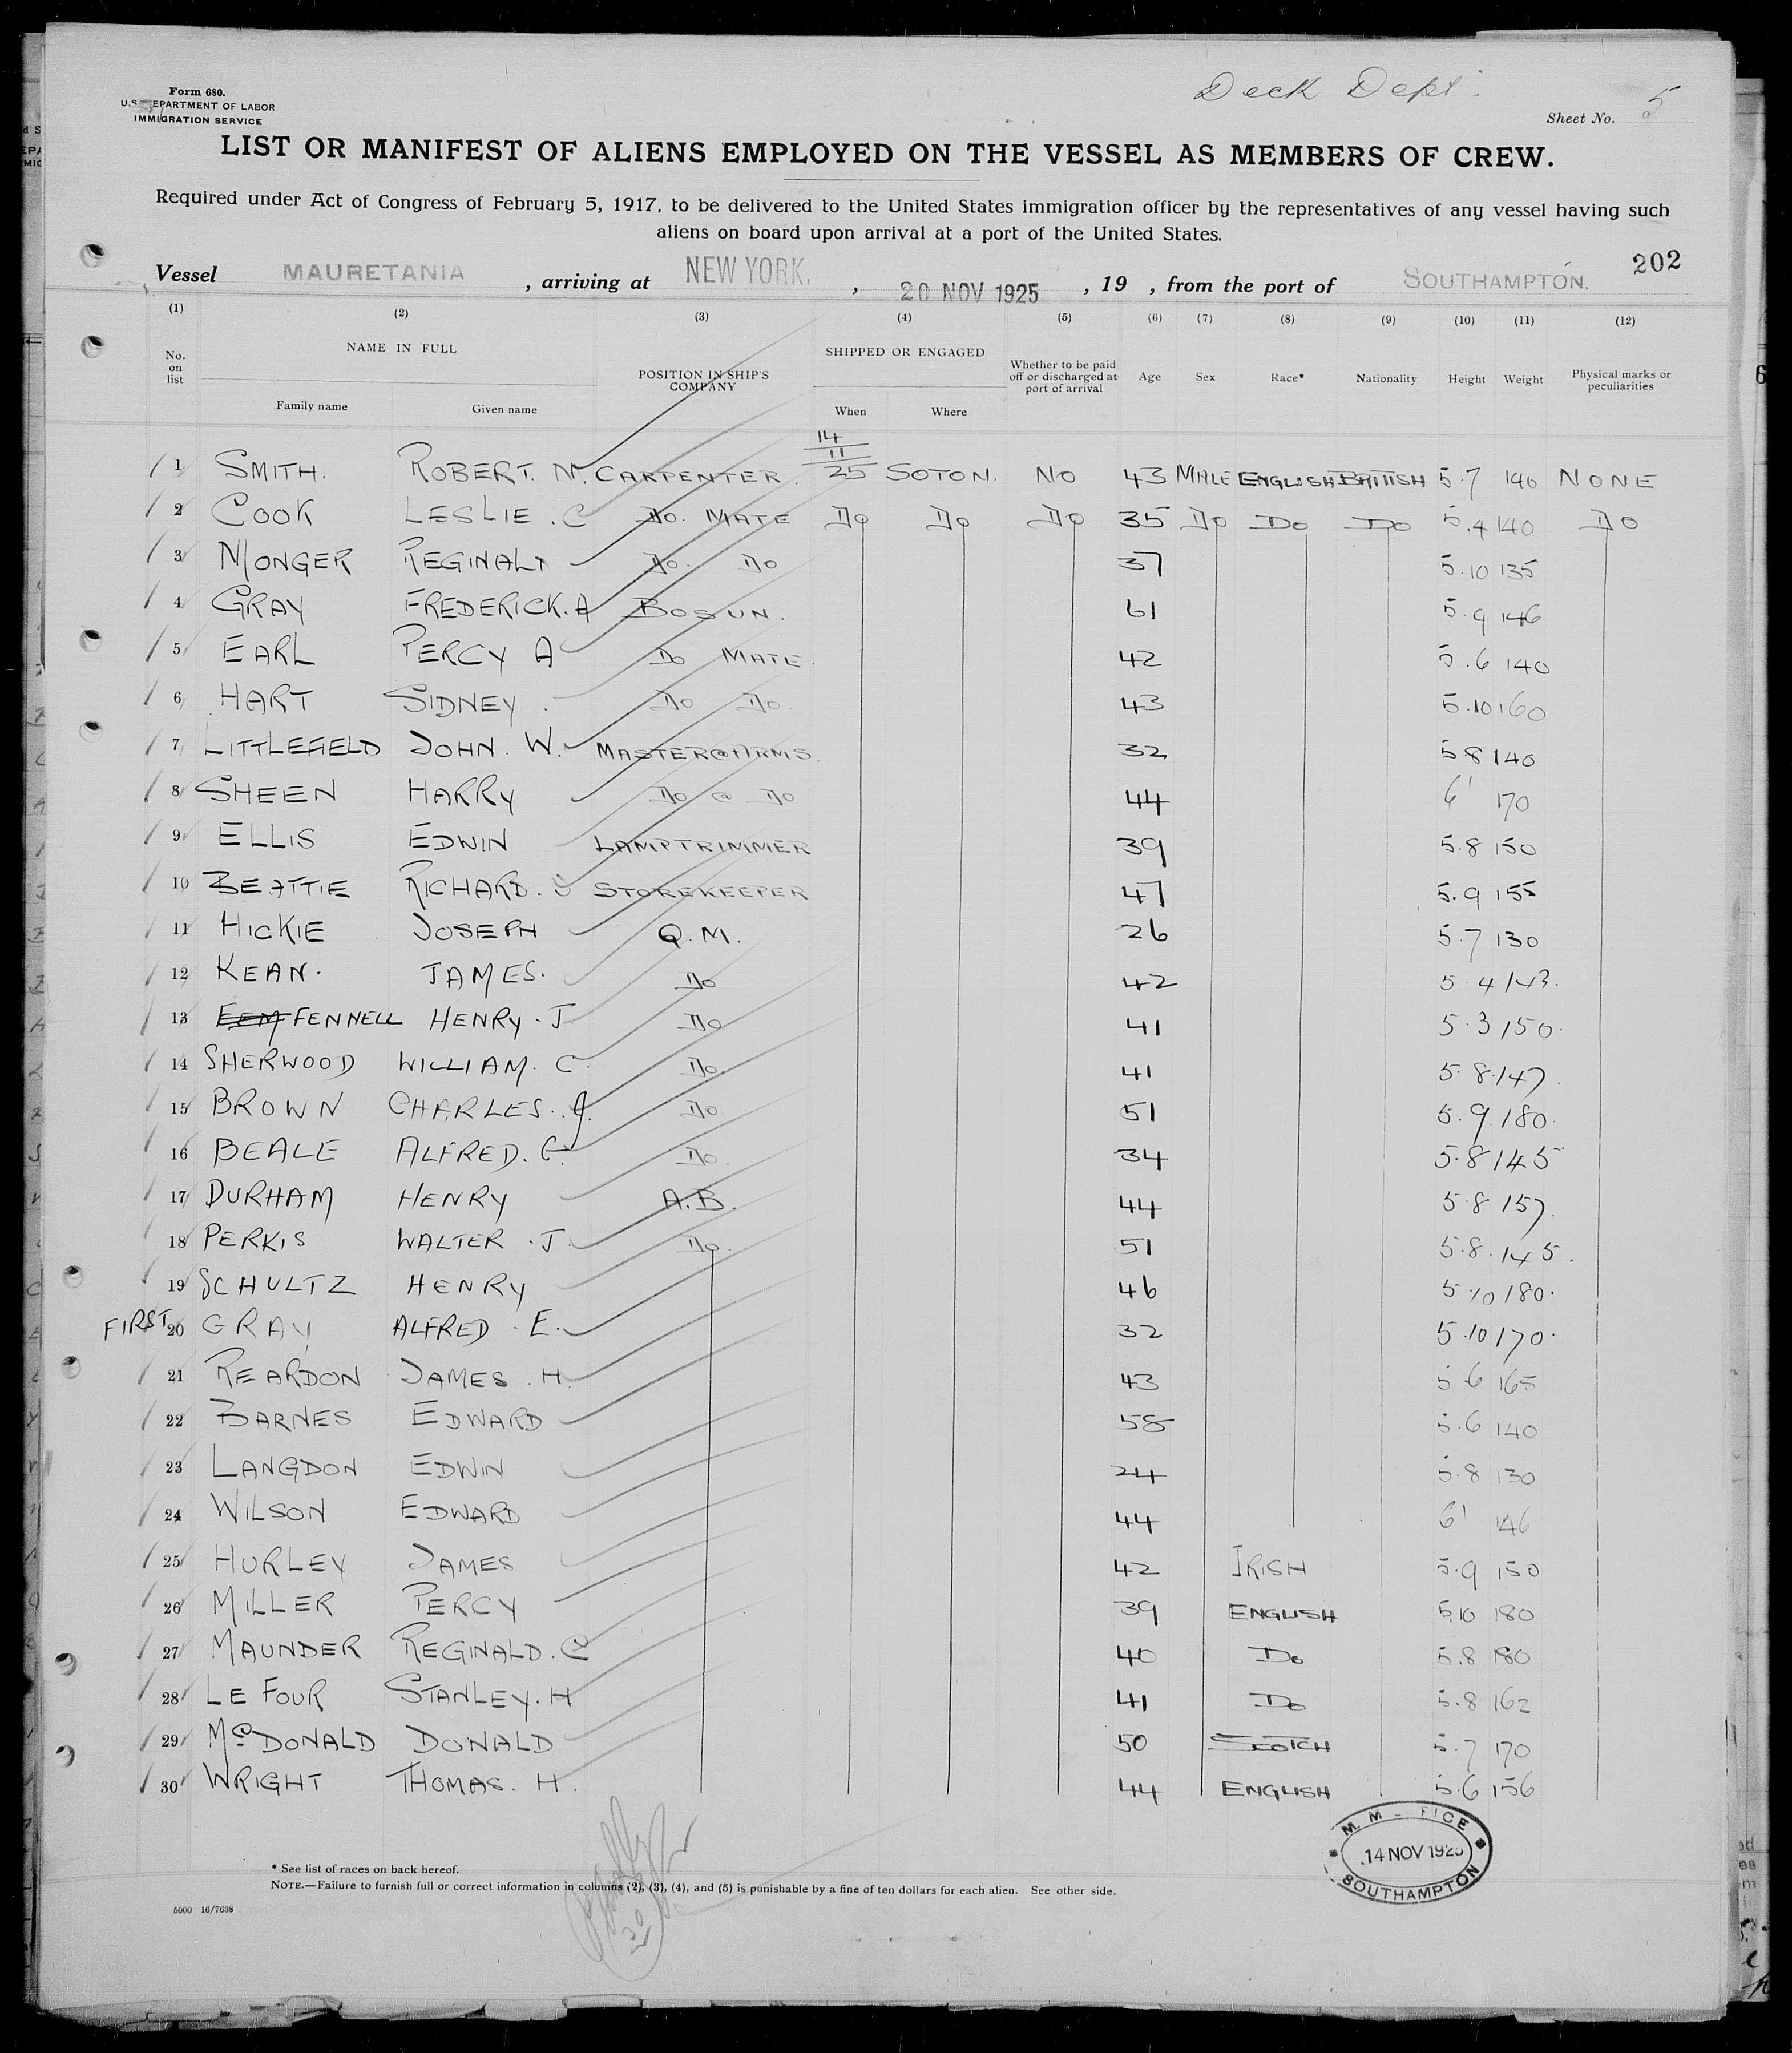 Deck Dept.
Form 680.
U.S. DEPARTMENT OF LABOR
IMMIGRATION SERVICE
Sheet No. 5
LIST OR MANIFEST OF ALIENS EMPLOYED ON THE VESSEL AS MEMBERS OF CREW.
Required under Act of Congress of February 5, 1917, to be delivered to the United States immigration officer by the representatives of any vessel having such
aliens on board upon arrival at a port of the United States.
202
Vessel MAURETANIA, arriving at NEW YORK, 20 NOV 1925, 19 , from the port of SOUTHAMPTON.
(1) (2) (3) (4) (5) (6) (7) (8) (9) (10) (11) (12)
No. on list NAME IN FULL Family name Given name POSITION IN SHIP'S COMPANY SHIPPED OR ENGAGED When Where Whether to be paid off or discharged at port of arrival Age Sex Race* Nationality Height Weight Physical marks or peculiarities
1 SMITH. ROBERT. M. CARPENTER. 14/11/25 SOTON. NO 43 MALE ENGLISH BRITISH 5.7 140 NONE
2 COOK LESLIE. C DO. MATE DO DO DO 35 DO DO DO 5.4 140 DO
3 MONGER REGINALD DO. DO 37 5.10 135
4 GRAY FREDERICK. A BOSUN. 61 5.9 146
5 EARL PERCY A DO MATE. 42 5.6 140
6 HART SIDNEY. DO DO. 43 5.10 160
7 LITTLEFIELD JOHN. W. MASTER@ARMS. 32 5 8 140
8 SHEEN HARRY DO @ DO 44 6' 170
9 ELLIS EDWIN LAMPTRIMMER 39 5.8 150
10 BEATTIE RICHARD. STOREKEEPER 47 5.9 155
11 HICKIE JOSEPH Q.M. 26 5.7 130
12 KEAN. JAMES. DO 42 5.4 143.
13 FENNELL HENRY. J DO 41 5.3 150.
14 SHERWOOD WILLIAM. C. DO. 41 5.8. 147.
15 BROWN CHARLES. DO. 51 5.9. 180.
16 BEALE ALFRED. G. DO. 34 5.8 145
17 DURHAM HENRY A.B. 44 5.8 157.
18 PERKIS WALTER. J. DO. 51 5.8. 145.
19 SCHULTZ HENRY 46 5.10 180.
FIRST 20 GRAY ALFRED. E. 32 5.10 170.
21 REARDON JAMES. H. 43 5.6 165
22 BARNES EDWARD 58 5.6 140
23 LANGDON EDWIN 24 5.8 130
24 WILSON EDWARD 44 6' 146
25 HURLEY JAMES 42 IRISH 5.9 150
26 MILLER PERCY 39 ENGLISH 5.10 180
27 MAUNDER REGINALD. C 40 DO 5.8 180
28 LE FOUR STANLEY. H 41 DO 5.8 162
29 McDONALD DONALD 50 SCOTCH 5.7 170
30 WRIGHT THOMAS. H. 44 ENGLISH 5.6 156
14 NOV 1925
SOUTHAMPTON
* See list of races on back hereof.
NOTE.—Failure to furnish full or correct information in columns (2), (3), (4), and (5) is punishable by a fine of ten dollars for each alien. See other side.
5000 16/7638
30